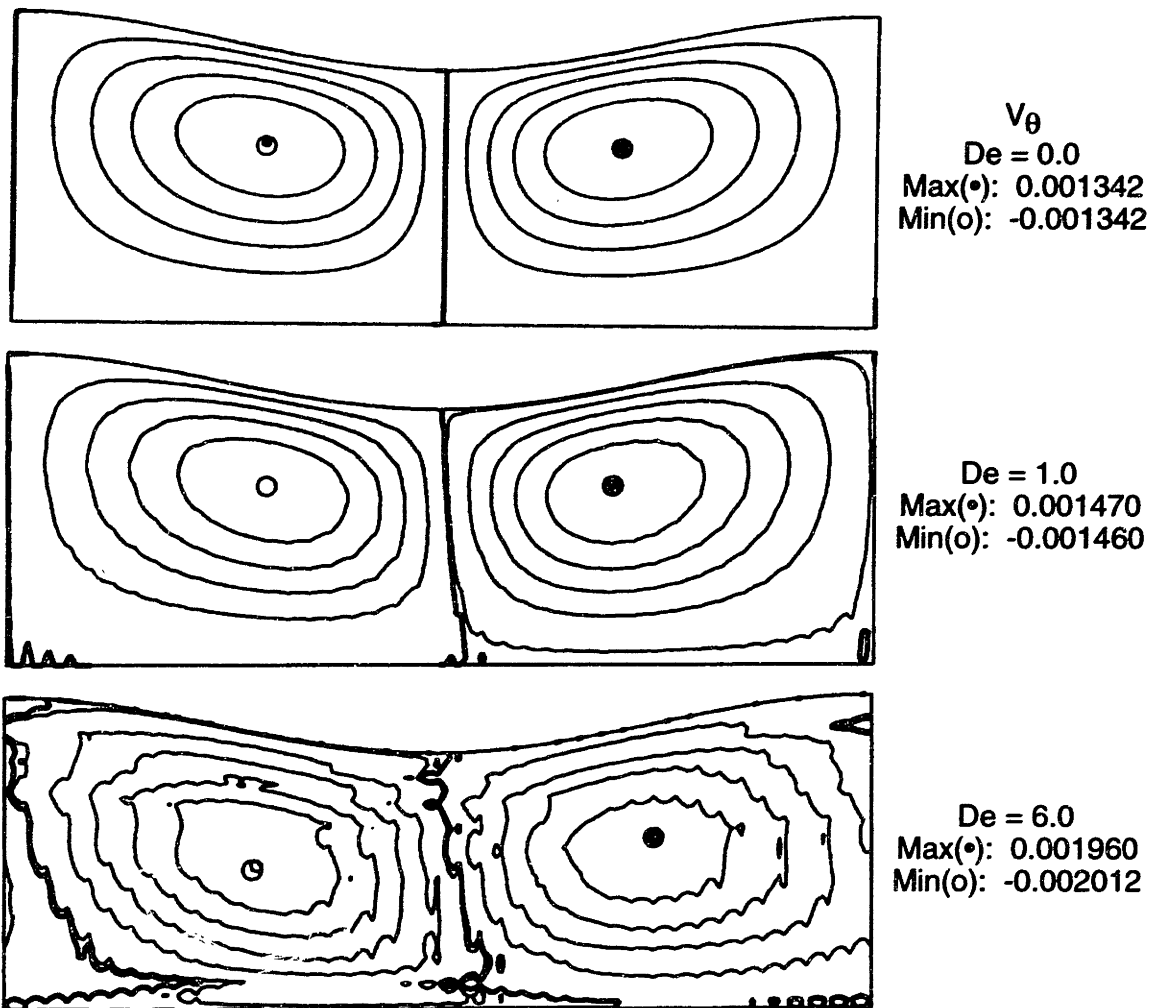 Vθ
De = 0.0
Max(•): 0.001342
Min(o): -0.001342
De = 1.0
Max(•): 0.001470
Min(o): -0.001460
De = 6.0
Max(•): 0.001960
Min(o): -0.002012